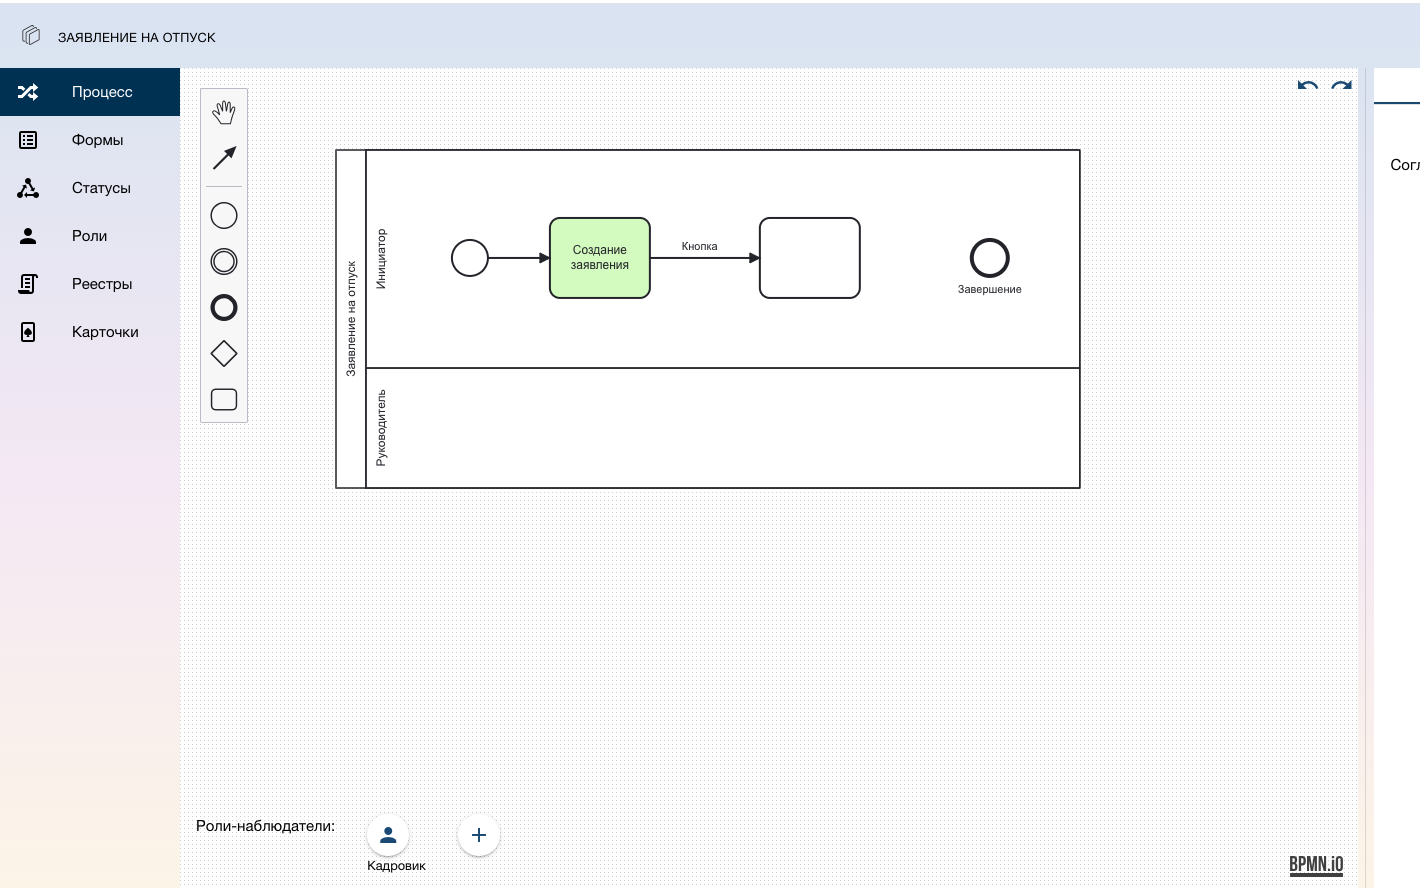 ЗАЯВЛЕНИЕ НА ОТПУСК
Процесс
Формы
Статусы
Роли
Реестры
Карточки
Заявление на отпуск
Инициатор
Создание
заявления
Кнопка
Завершение
Руководитель
Согл
Роли-наблюдатели:
Кадровик
BPMN.iO